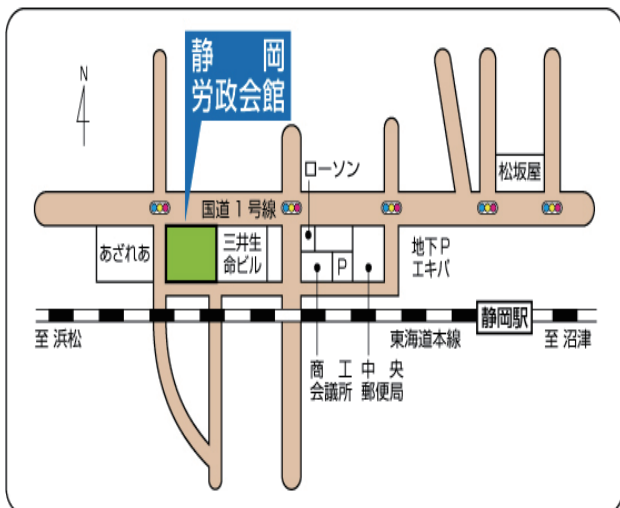 静岡
労政会館
N
ローソン
松坂屋
国道1号線
あざれあ
三井生
命ビル
P
地下P
エキパ
静岡駅
至 浜松
東海道本線
至 沼津
商工
会議所
中央
郵便局